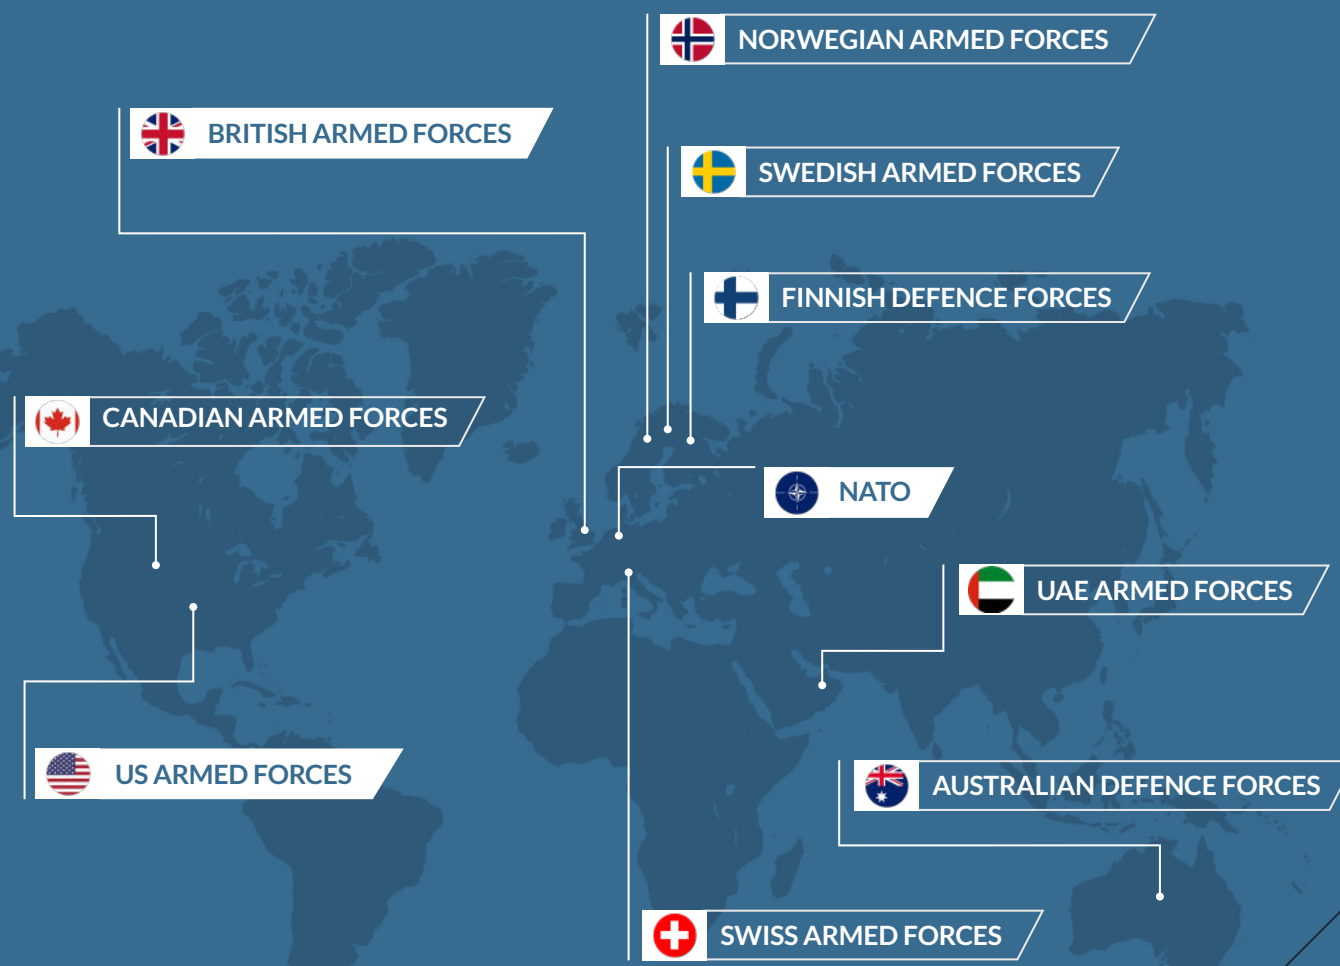 NORWEGIAN ARMED FORCES
BRITISH ARMED FORCES
SWEDISH ARMED FORCES
FINNISH DEFENCE FORCES
CANADIAN ARMED FORCES
NATO
UAE ARMED FORCES
US ARMED FORCES
AUSTRALIAN DEFENCE FORCES
SWISS ARMED FORCES